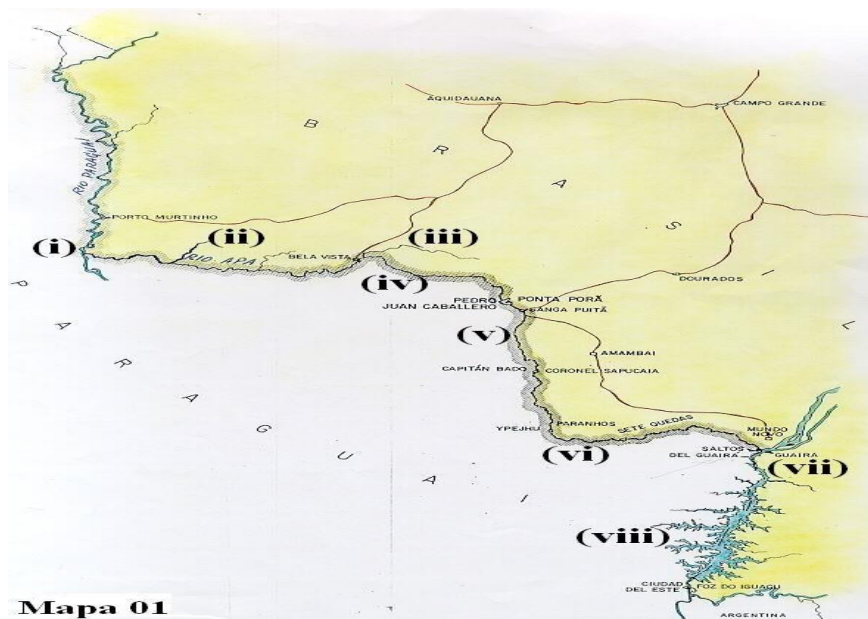 AQUIDAUANA
CAMPO GRANDE
B R A S I L
RIO PARAGUAI
PORTO MURTINHO
(i)
(ii)
(iii)
RIO APA
BELA VISTA
(iv)
DOURADOS
PEDRO
JUAN CABALLERO
PONTA PORÃ
SANGA PUITÃ
P A R A G U A I
(v)
AMAMBAI
CAPITÁN BADO
CORONEL SAPUCAIA
YPEJHU
PARANHOS
SETE QUEDAS
MUNDO
NOVO
(vi)
SALTOS
DEL GUAIRA
GUAIRA
(vii)
(viii)
CIUDAD
DEL ESTE
FOZ DO IGUAÇU
ARGENTINA
Mapa 01